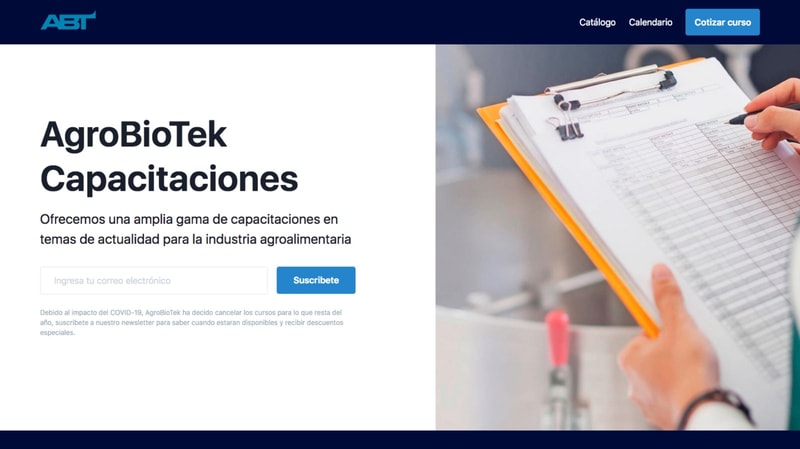 ABT
Catálogo
Calendario
Cotizar curso
AgroBioTek
Capacitaciones
Ofrecemos una amplia gama de capacitaciones en
temas de actualidad para la industria agroalimentaria
Ingresa tu correo electrónico
Suscribete
Debido al impacto del COVID-19, AgroBioTek ha decido cancelar los cursos para lo que resta del
año, suscribete a nuestro newsletter para saber cuando estaran disponibles y recibir descuentos
especiales.